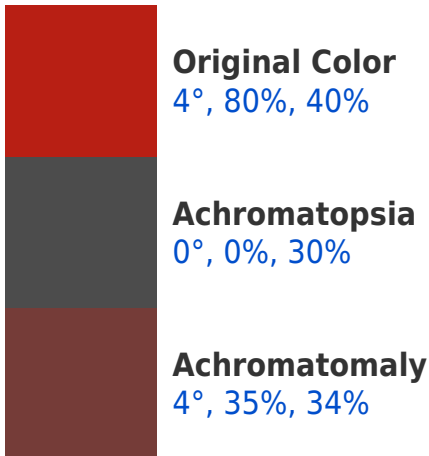 Original Color
4°, 80%, 40%
Achromatopsia
0°, 0%, 30%
Achromatomaly
4°, 35%, 34%